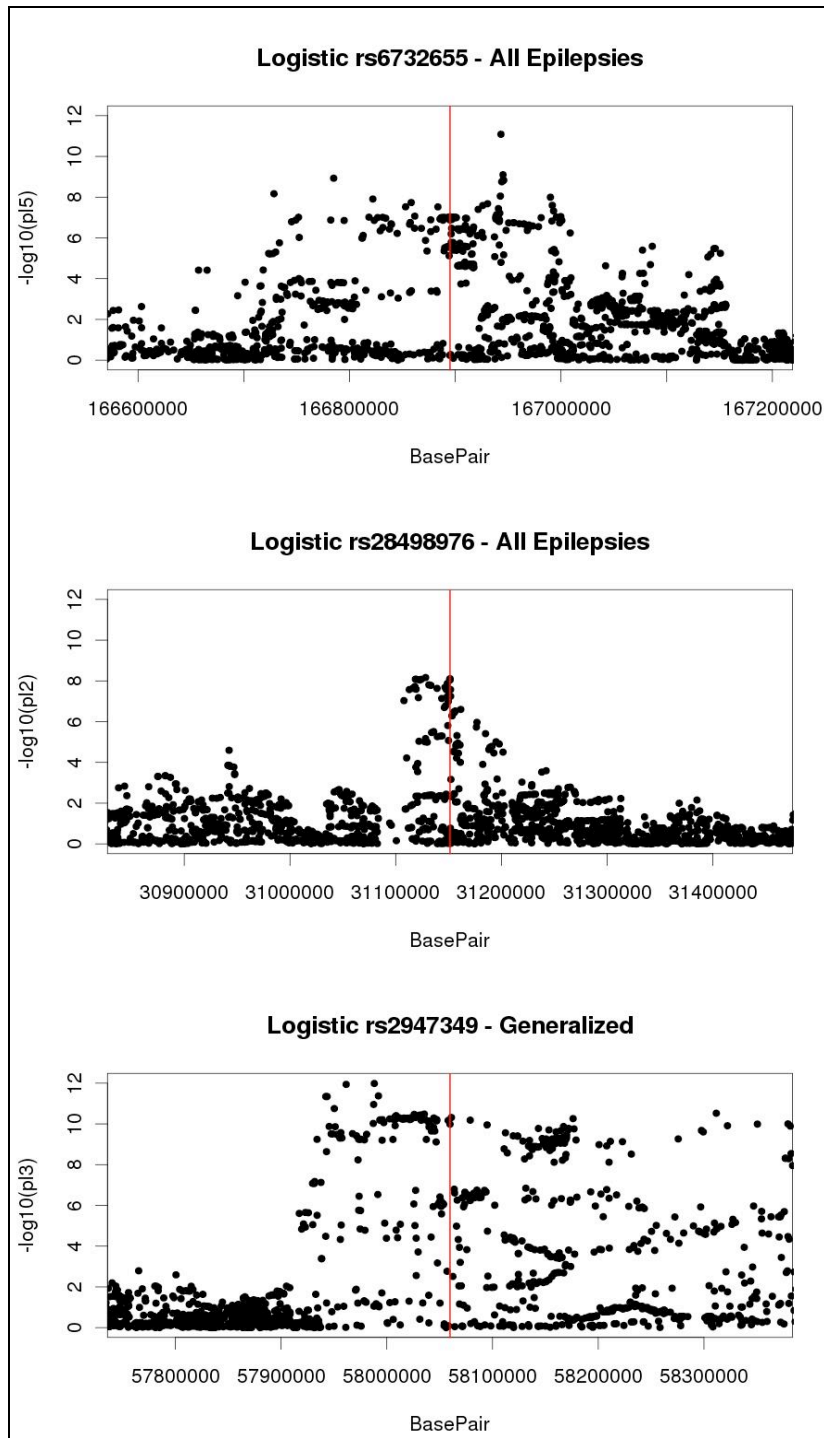 Logistic rs6732655 - All Epilepsies
-log10(pl5)
12
10
8
6
4
2
0
166600000 166800000 167000000 167200000
BasePair
Logistic rs28498976 - All Epilepsies
-log10(pl2)
12
10
8
6
4
2
0
30900000 31000000 31100000 31200000 31300000 31400000
BasePair
Logistic rs2947349 - Generalized
-log10(pl3)
12
10
8
6
4
2
0
57800000 57900000 58000000 58100000 58200000 58300000
BasePair